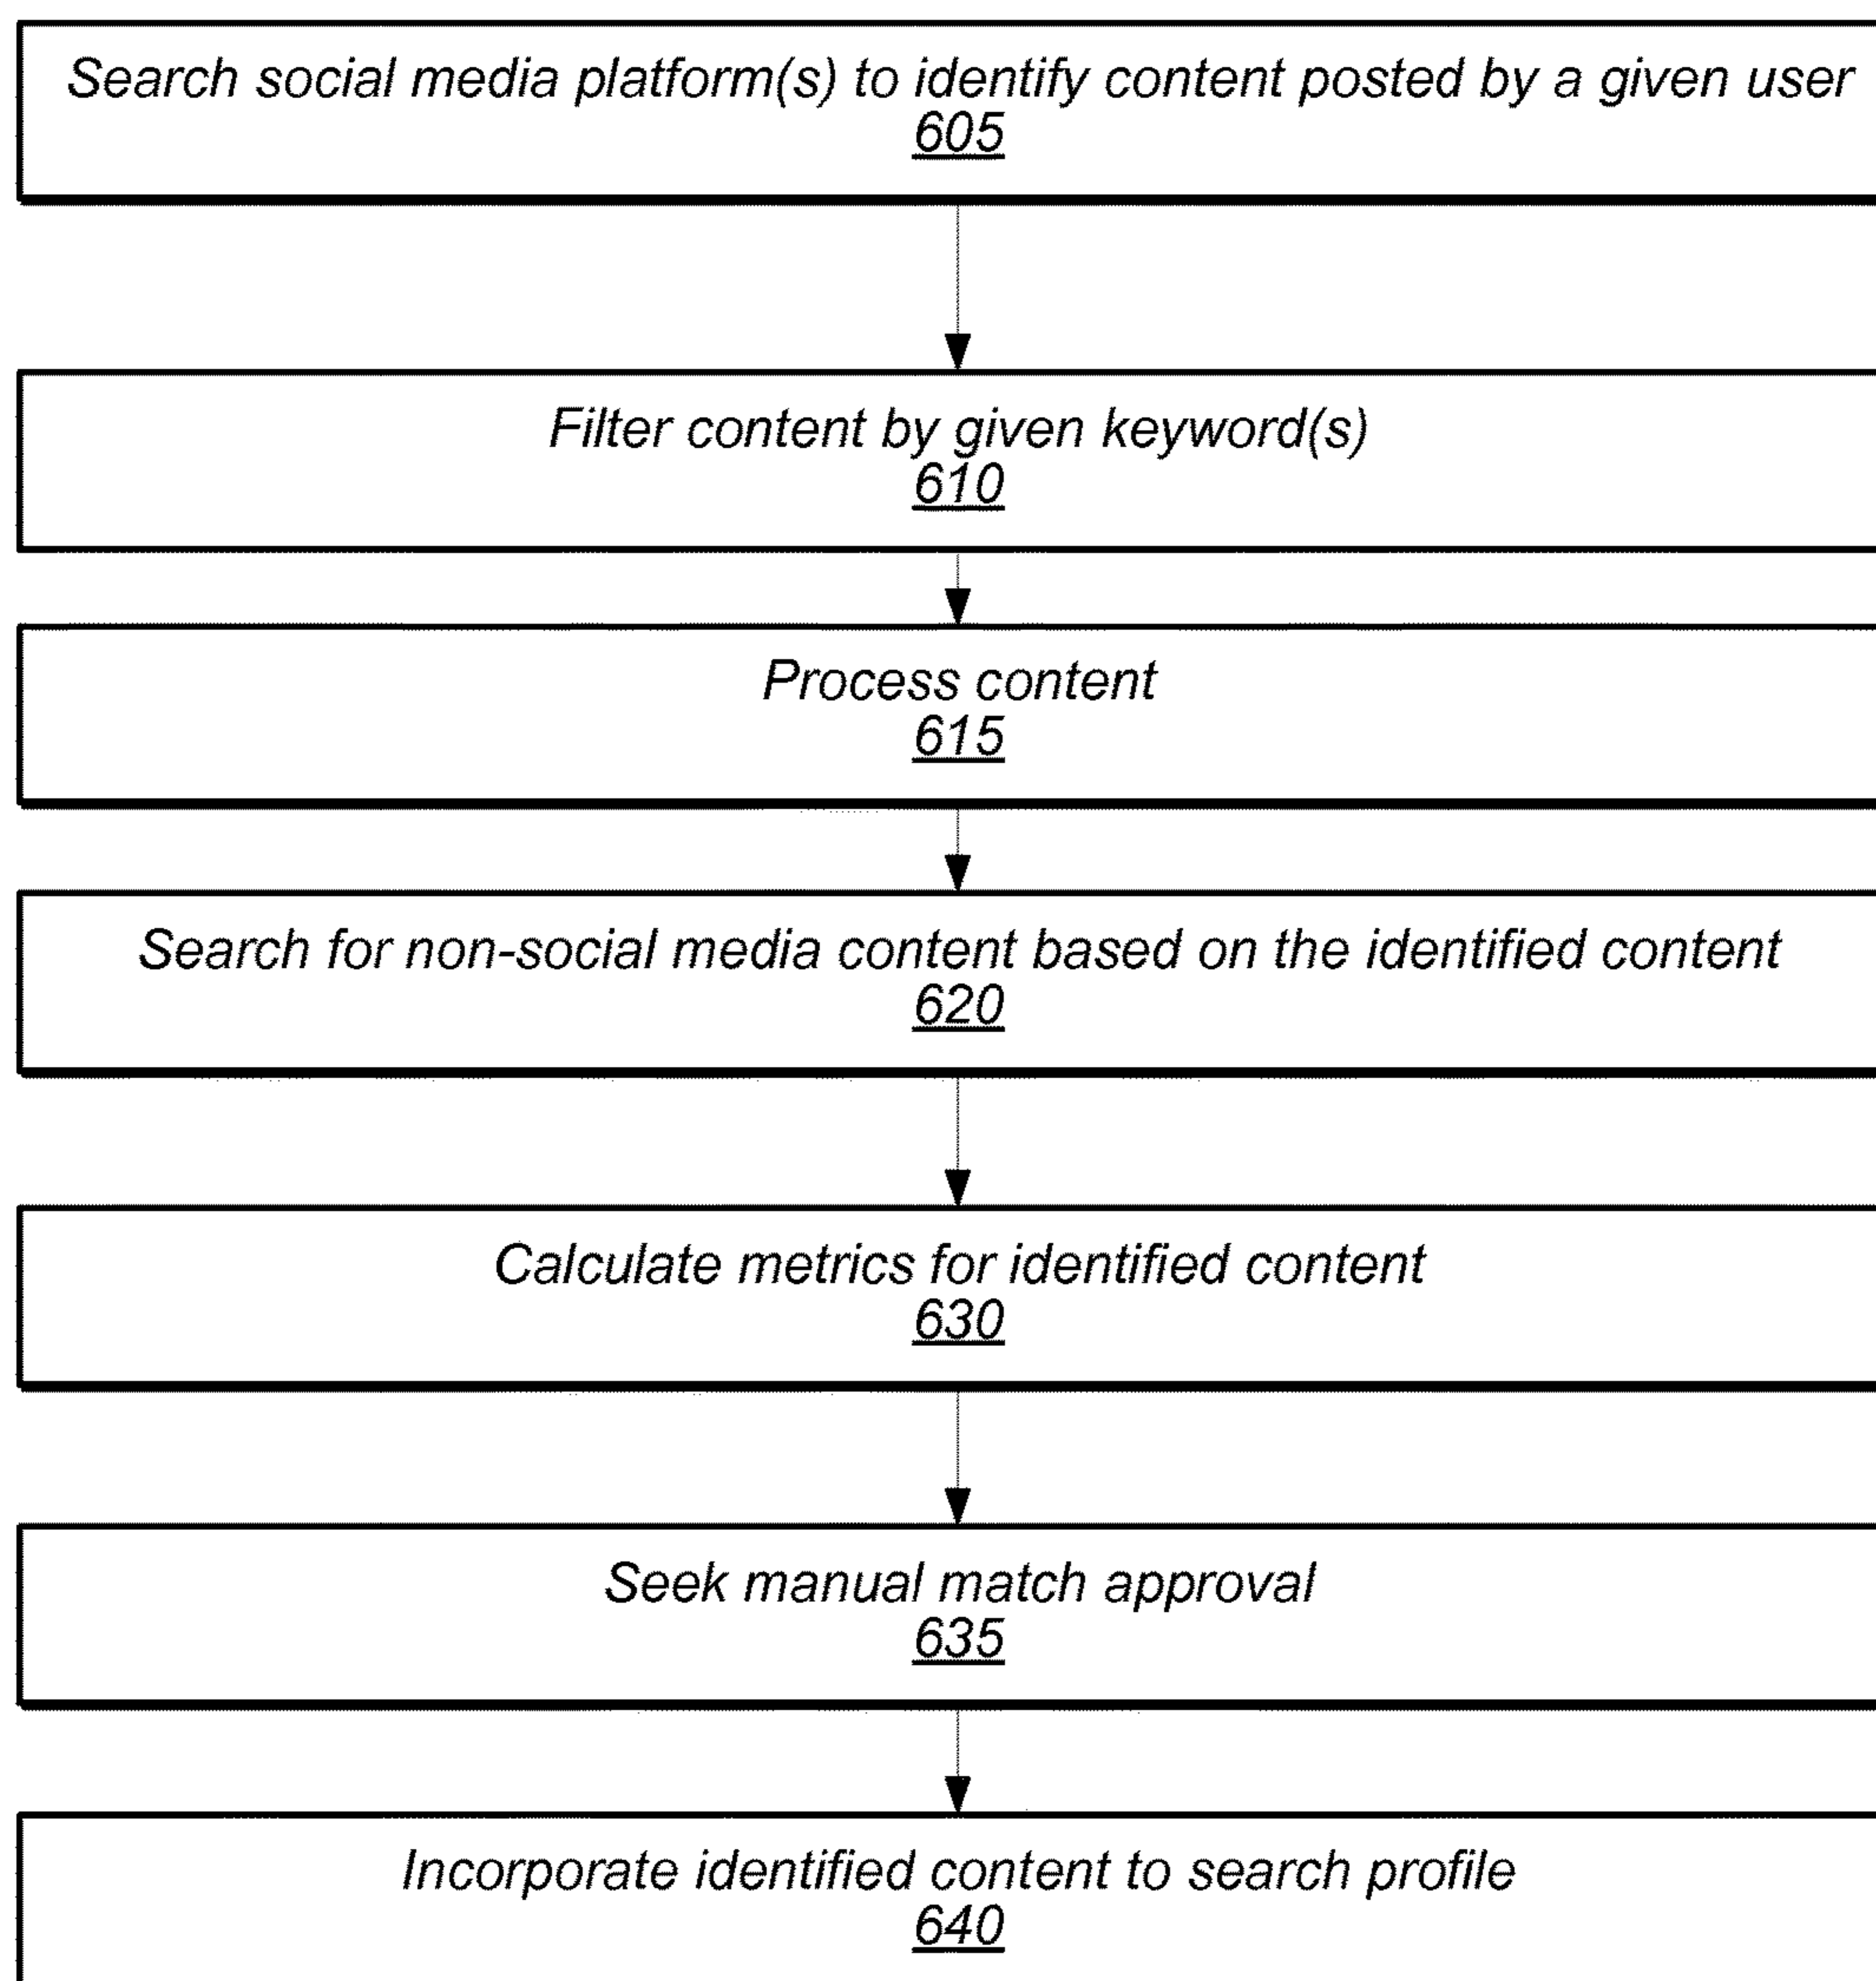 Search social media platform(s) to identify content posted by a given user
605
Filter content by given keyword(s)
610
Process content
615
Search for non-social media content based on the identified content
620
Calculate metrics for identified content
630
Seek manual match approval
635
Incorporate identified content to search profile
640